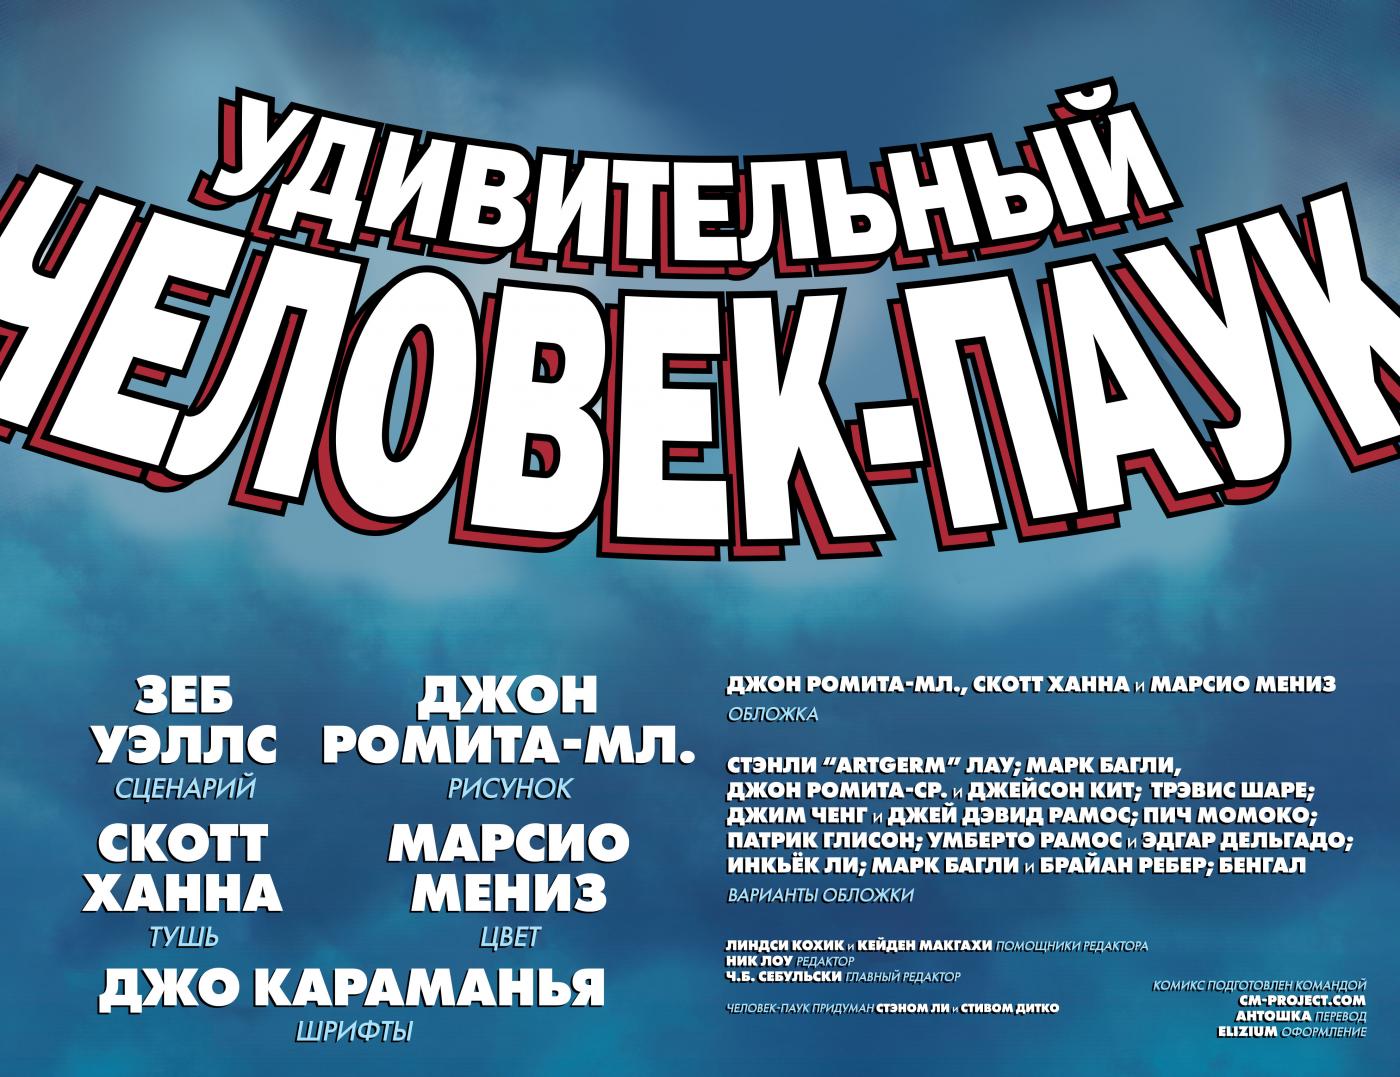 УДИВИТЕЛЬНЫЙ
ЧЕЛОВЕК-ПАУК
ЗЕБ
УЭЛЛС
СЦЕНАРИЙ
ДЖОН
РОМИТА-МЛ.
РИСУНОК
СКОТТ
ХАННА
ТУШЬ
МАРСИО
МЕНИЗ
ЦВЕТ
ДЖО КАРАМАНЬЯ
ШРИФТЫ
ДЖОН РОМИТА-МЛ., СКОТТ ХАННА и МАРСИО МЕНИЗ
ОБЛОЖКА
СТЭНЛИ “ARTGERM” ЛАУ; МАРК БАГЛИ,
ДЖОН РОМИТА-СР. и ДЖЕЙСОН КИТ; ТРЭВИС ШАРЕ;
ДЖИМ ЧЕНГ и ДЖЕЙ ДЭВИД РАМОС; ПИЧ МОМОКО;
ПАТРИК ГЛИСОН; УМБЕРТО РАМОС и ЭДГАР ДЕЛЬГАДО;
ИНКЬЁК ЛИ; МАРК БАГЛИ и БРАЙАН РЕБЕР; БЕНГАЛ
ВАРИАНТЫ ОБЛОЖКИ
ЛИНДСИ КОХИК и КЕЙДЕН МАКГАХИ ПОМОЩНИКИ РЕДАКТОРА
НИК ЛОУ РЕДАКТОР
Ч.Б. СЕБУЛЬСКИ ГЛАВНЫЙ РЕДАКТОР
ЧЕЛОВЕК-ПАУК ПРИДУМАН СТЭНОМ ЛИ и СТИВОМ ДИТКО
КОМИКС ПОДГОТОВЛЕН КОМАНДОЙ
CM-PROJECT.COM
АНТОШКА ПЕРЕВОД
ELIZIUM ОФОРМЛЕНИЕ